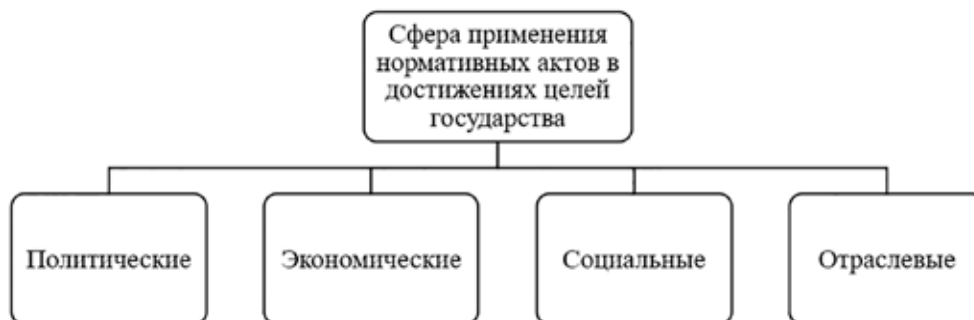 Сфера применения
нормативных актов в
достижениях целей
государства
Политические
Экономические
Социальные
Отраслевые